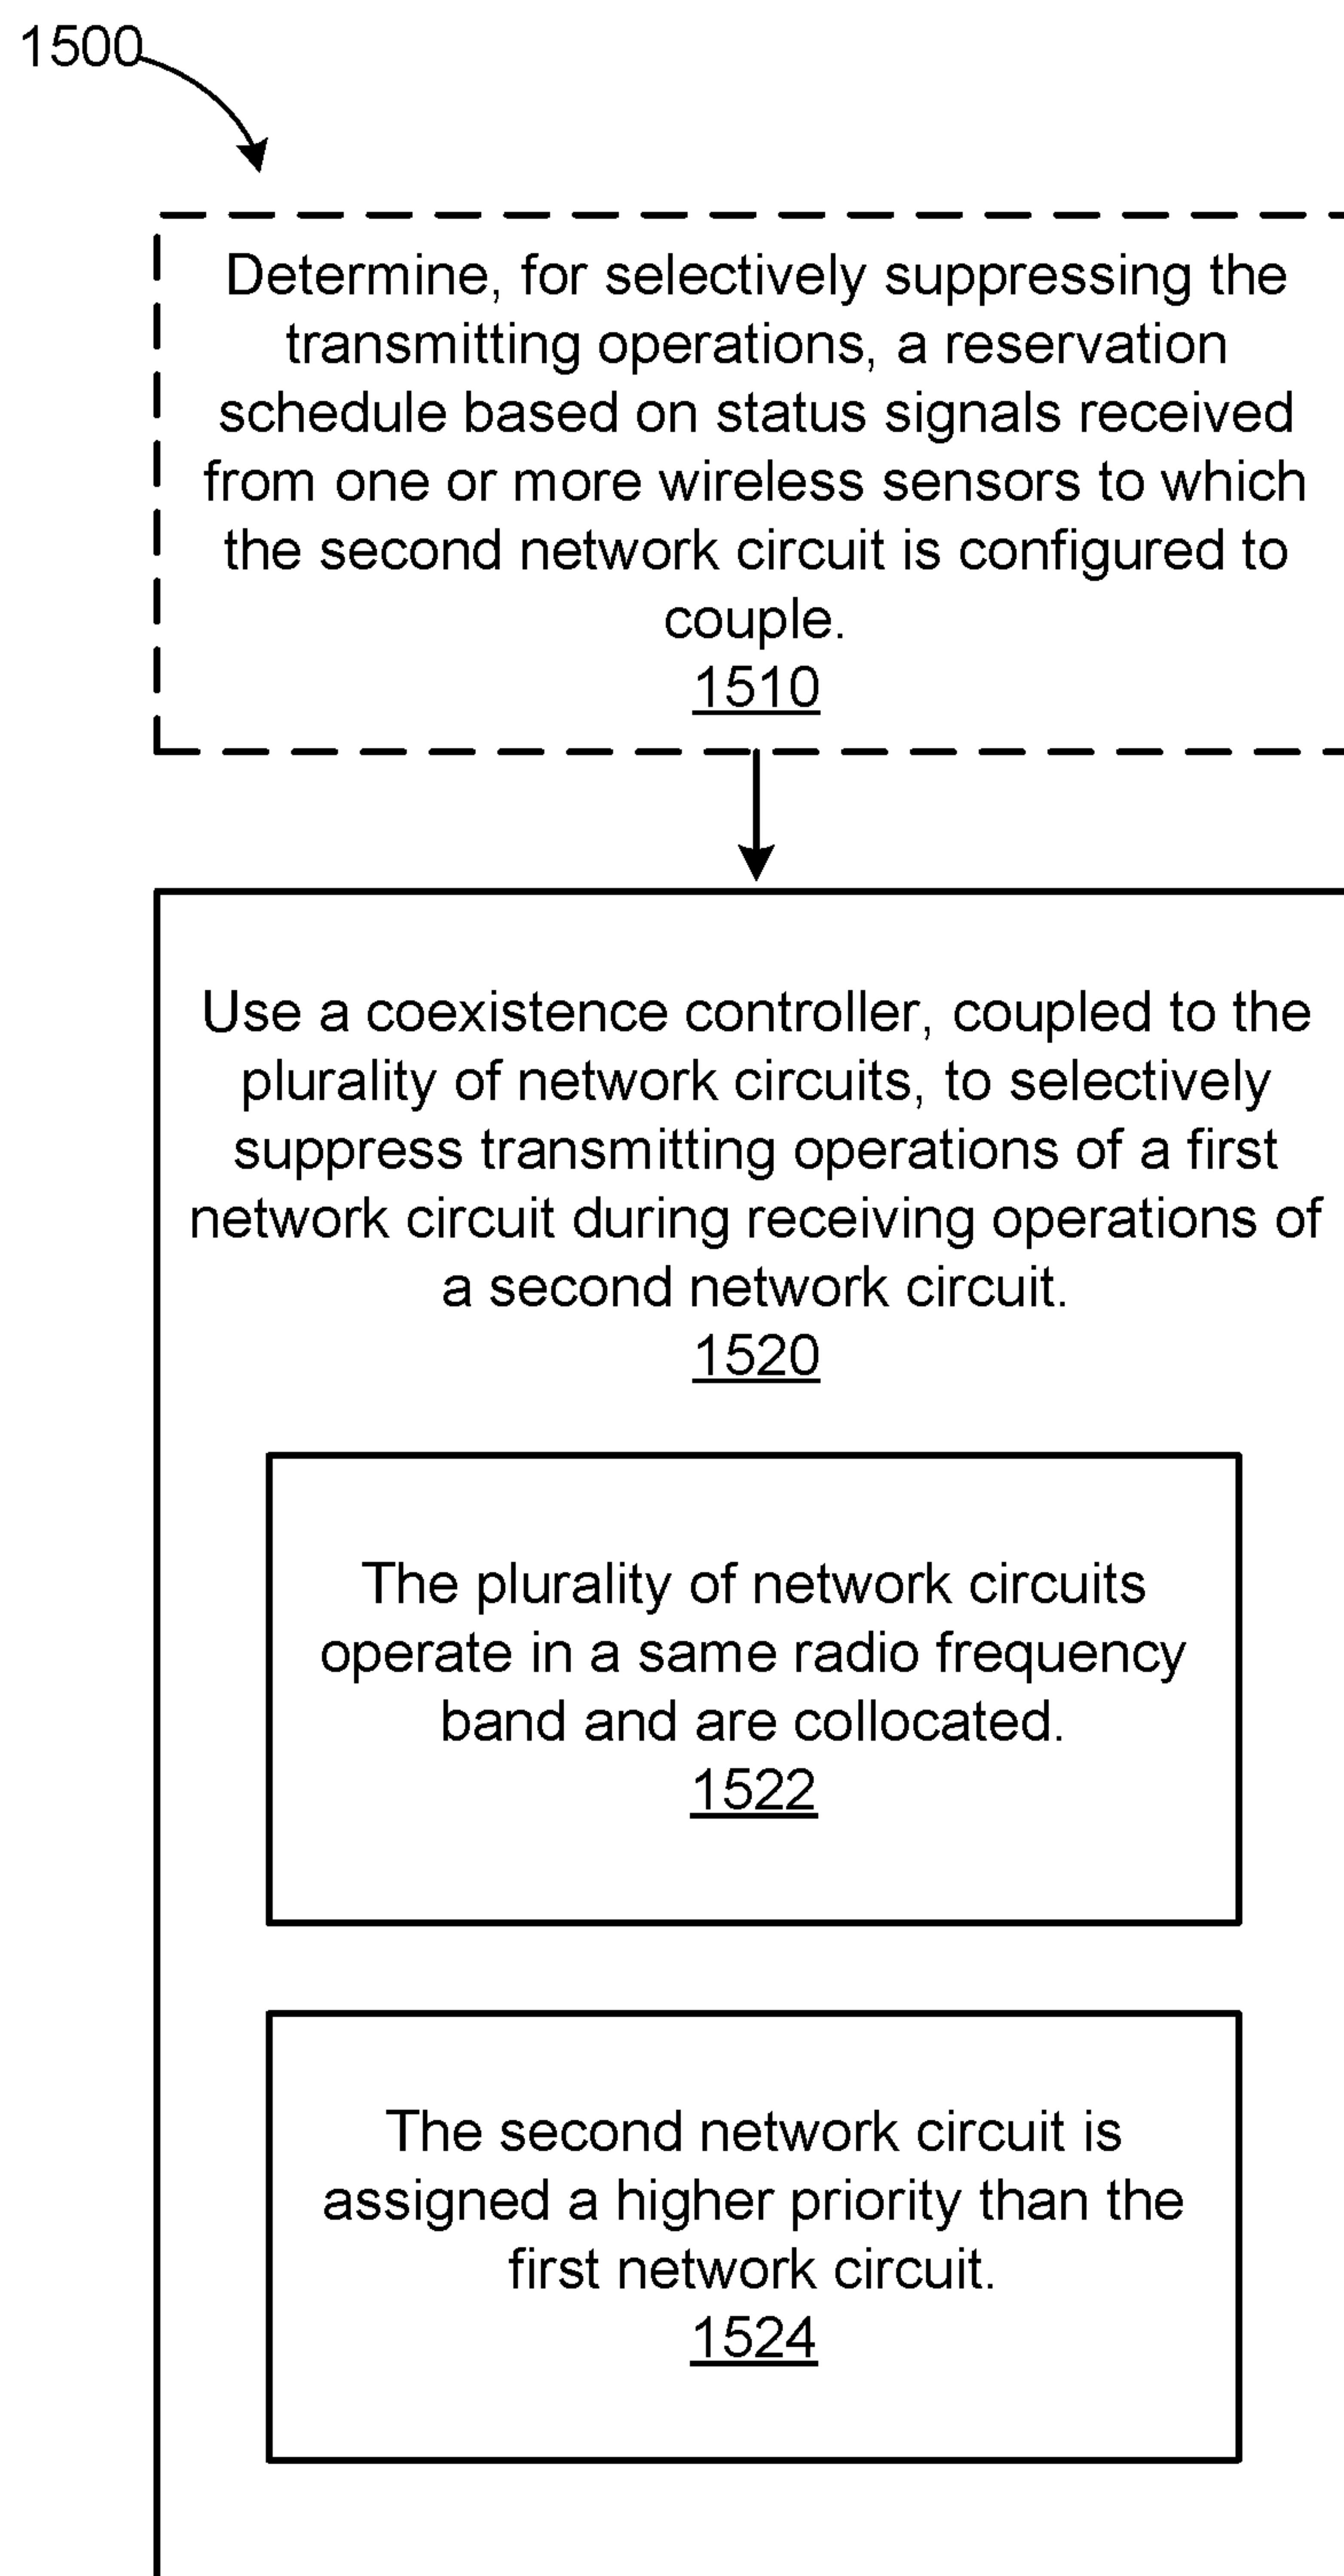 1500
Determine, for selectively suppressing the
transmitting operations, a reservation
schedule based on status signals received
from one or more wireless sensors to which
the second network circuit is configured to
couple.
1510
Use a coexistence controller, coupled to the
plurality of network circuits, to selectively
suppress transmitting operations of a first
network circuit during receiving operations of
a second network circuit.
1520
The plurality of network circuits
operate in a same radio frequency
band and are collocated.
1522
The second network circuit is
assigned a higher priority than the
first network circuit.
1524